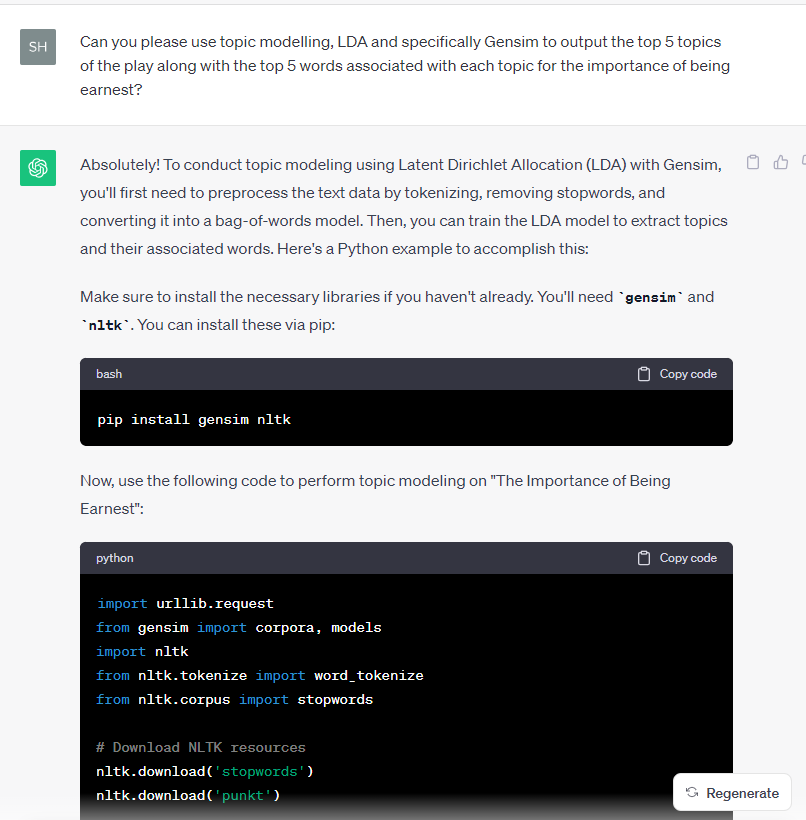 SH
Can you please use topic modelling, LDA and specifically Gensim to output the top 5 topics
of the play along with the top 5 words associated with each topic for the importance of being
earnest?
Absolutely! To conduct topic modeling using Latent Dirichlet Allocation (LDA) with Gensim,
you'll first need to preprocess the text data by tokenizing, removing stopwords, and
converting it into a bag-of-words model. Then, you can train the LDA model to extract topics
and their associated words. Here's a Python example to accomplish this:
Make sure to install the necessary libraries if you haven't already. You'll need `gensim` and
`nltk`. You can install these via pip:
bash Copy code
pip install gensim nltk
Now, use the following code to perform topic modeling on "The Importance of Being
Earnest":
python Copy code
import urllib.request
from gensim import corpora, models
import nltk
from nltk.tokenize import word_tokenize
from nltk.corpus import stopwords
# Download NLTK resources
nltk.download('stopwords')
nltk.download('punkt')
Regenerate